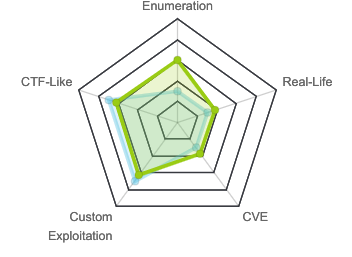 Enumeration
CTF-Like
Real-Life
Custom
Exploitation
CVE